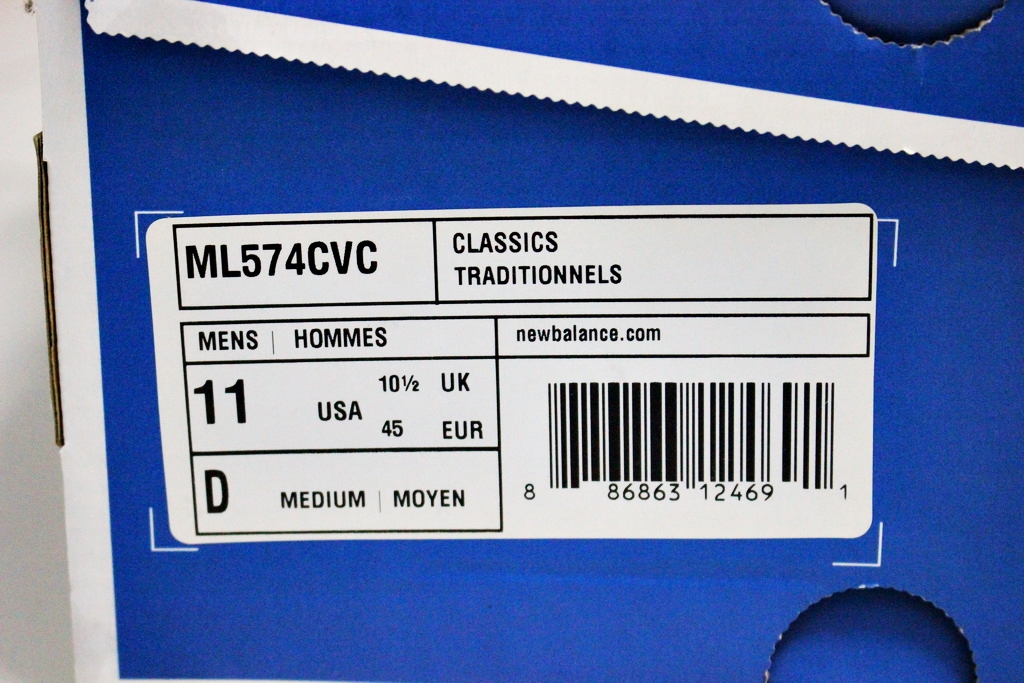 ML574CVC
CLASSICS
TRADITIONNELS
MENS | HOMMES
newbalance.com
11 USA
10½ UK
45 EUR
D MEDIUM | MOYEN
8 86863 12469 1